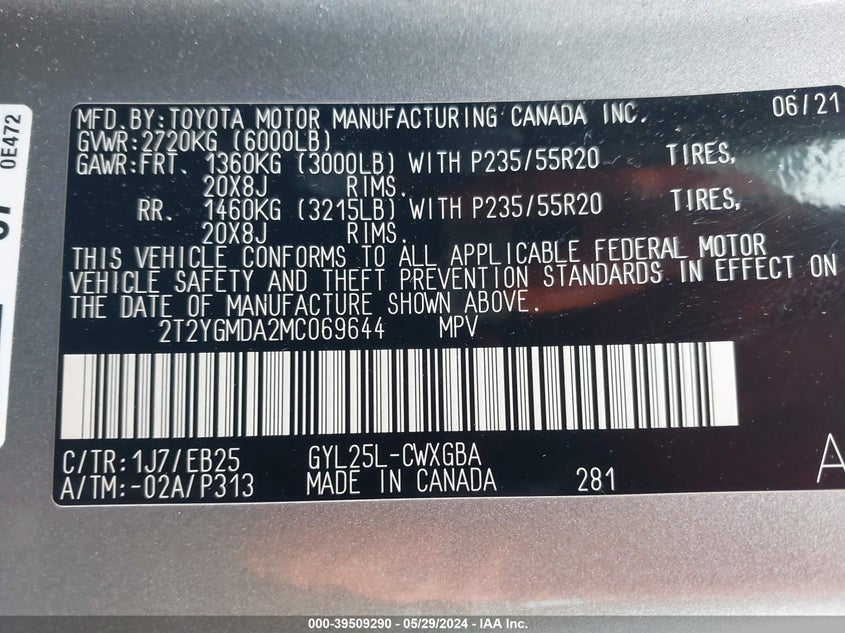 MFD.BY:TOYOTA MOTOR MANUFACTURING CANADA INC. 06/21
GVWR:2720KG (6000LB)
GAWR:FRT. 1360KG (3000LB) WITH P235/55R20 TIRES,
20X8J RIMS.
RR. 1460KG (3215LB) WITH P235/55R20 TIRES,
20X8J RIMS.
THIS VEHICLE CONFORMS TO ALL APPLICABLE FEDERAL MOTOR
VEHICLE SAFETY AND THEFT PREVENTION STANDARDS IN EFFECT ON
THE DATE OF MANUFACTURE SHOWN ABOVE.
2T2YGMDA2MC069644 MPV
C/TR:1J7/EB25 GYL25L-CWXGBA A
A/TM:-02A/P313 MADE IN CANADA 281
0E472
000-39509290 - 05/29/2024 - IAA Inc.